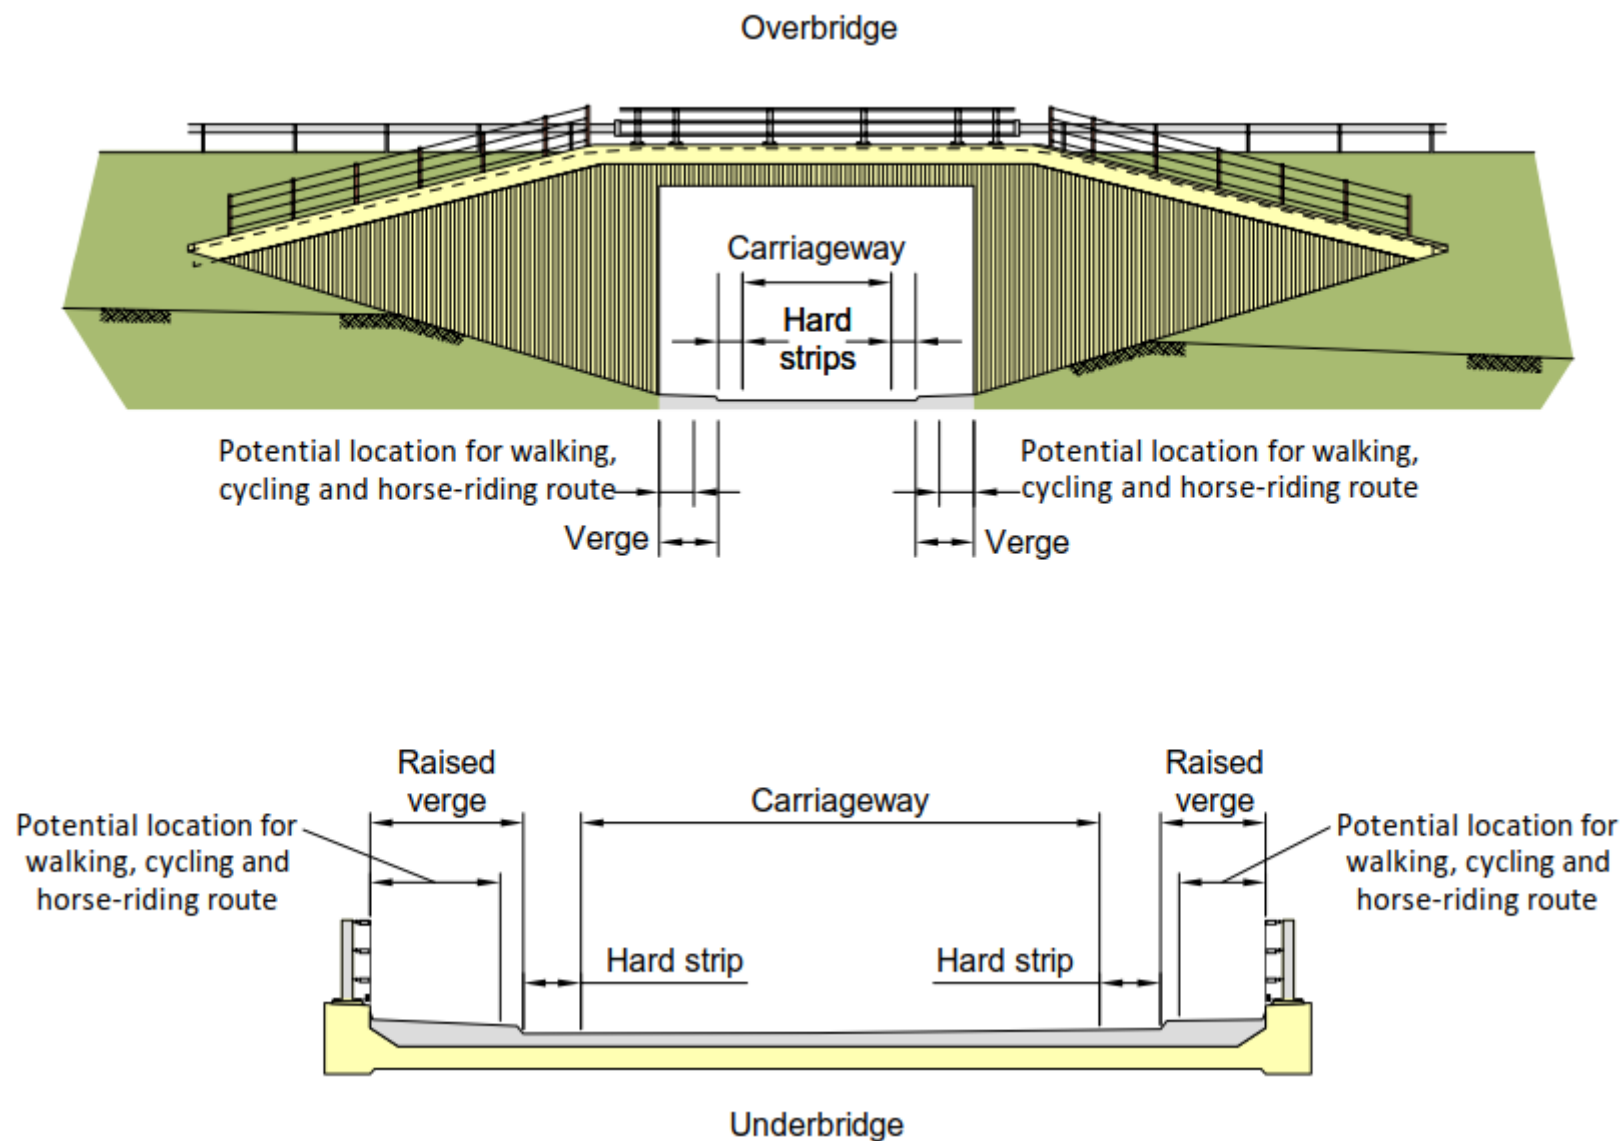 Overbridge
Carriageway
Hard
strips
Potential location for walking,
cycling and horse-riding route
Potential location for walking,
cycling and horse-riding route
Verge
Verge
Raised
verge
Carriageway
Raised
verge
Potential location for
walking, cycling and
horse-riding route
Potential location for
walking, cycling and
horse-riding route
Hard strip
Hard strip
Underbridge